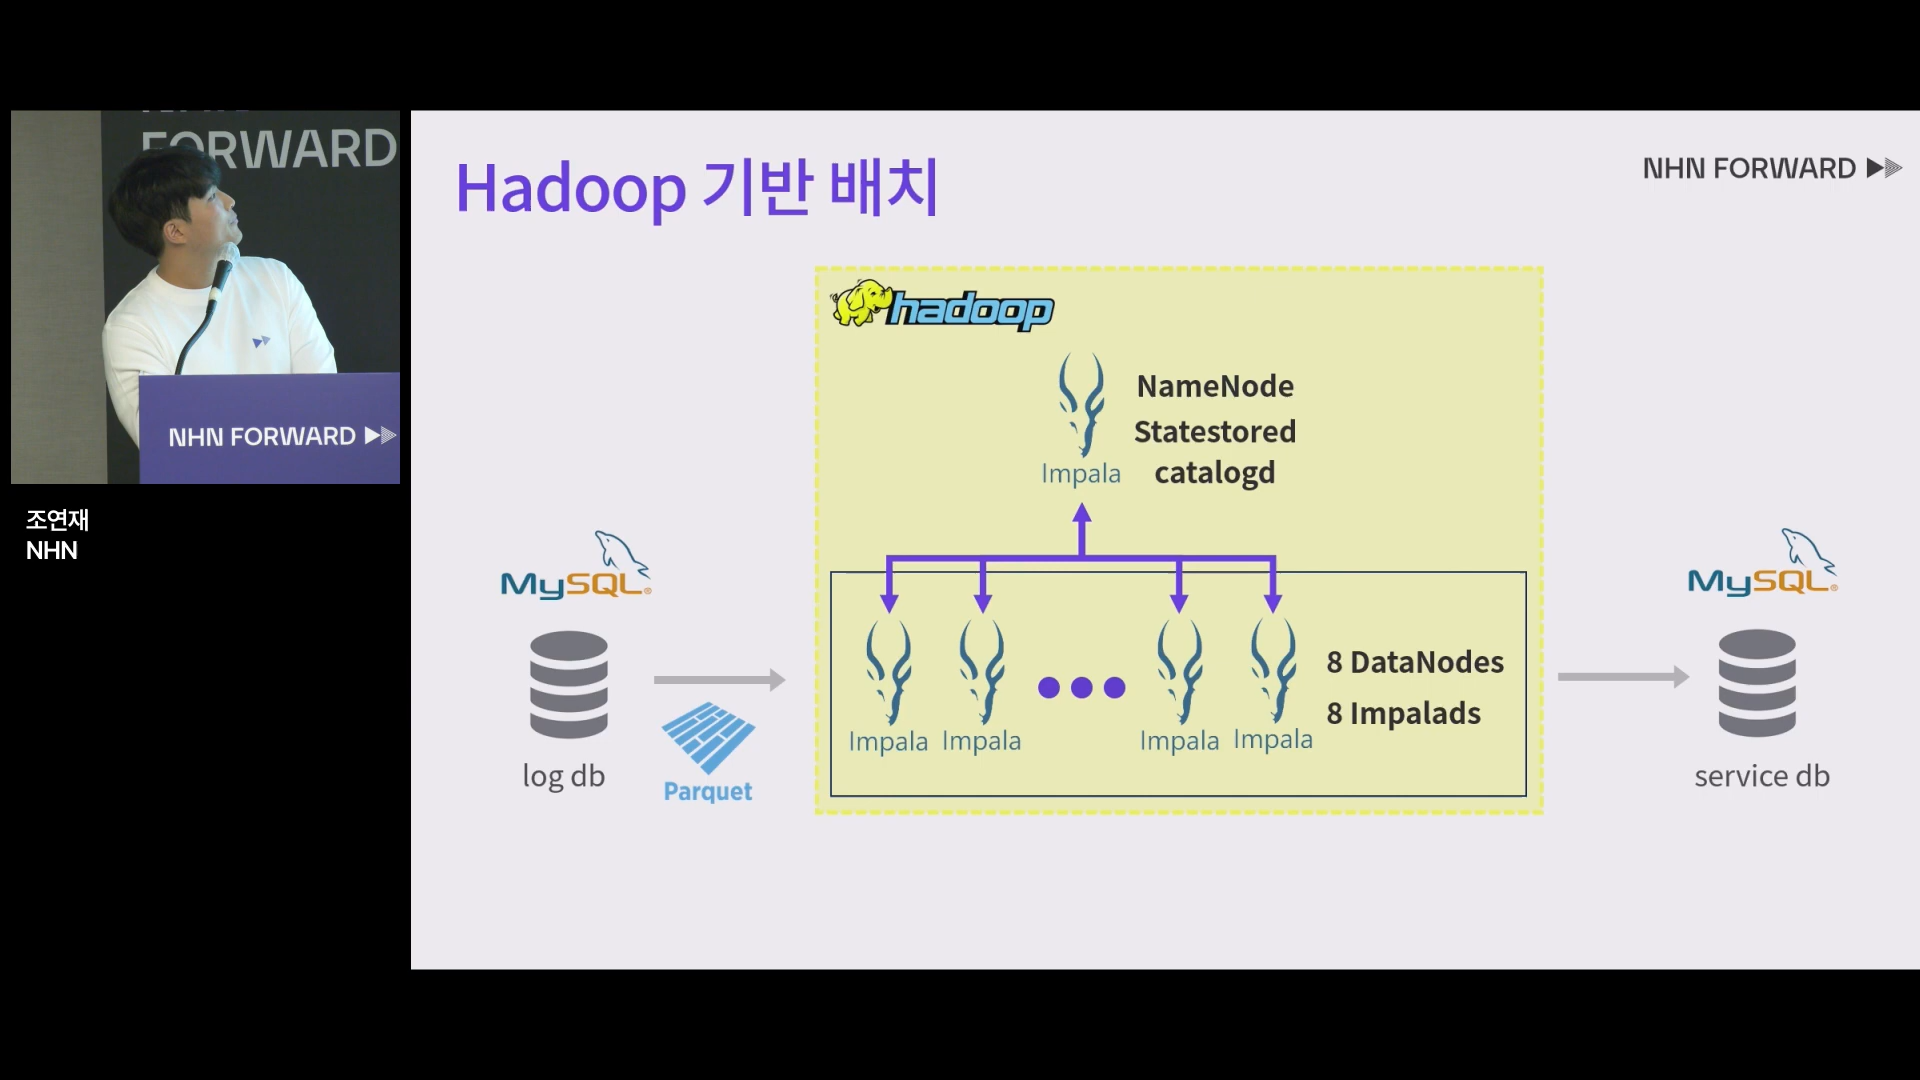 FORWARD
NHN FORWARD
조연재
NHN
Hadoop 기반 배치
NHN FORWARD
hadoop
NameNode
Statestored
catalogd
Impala
MySQL
log db
Parquet
Impala Impala Impala Impala
8 DataNodes
8 Impalads
MySQL
service db